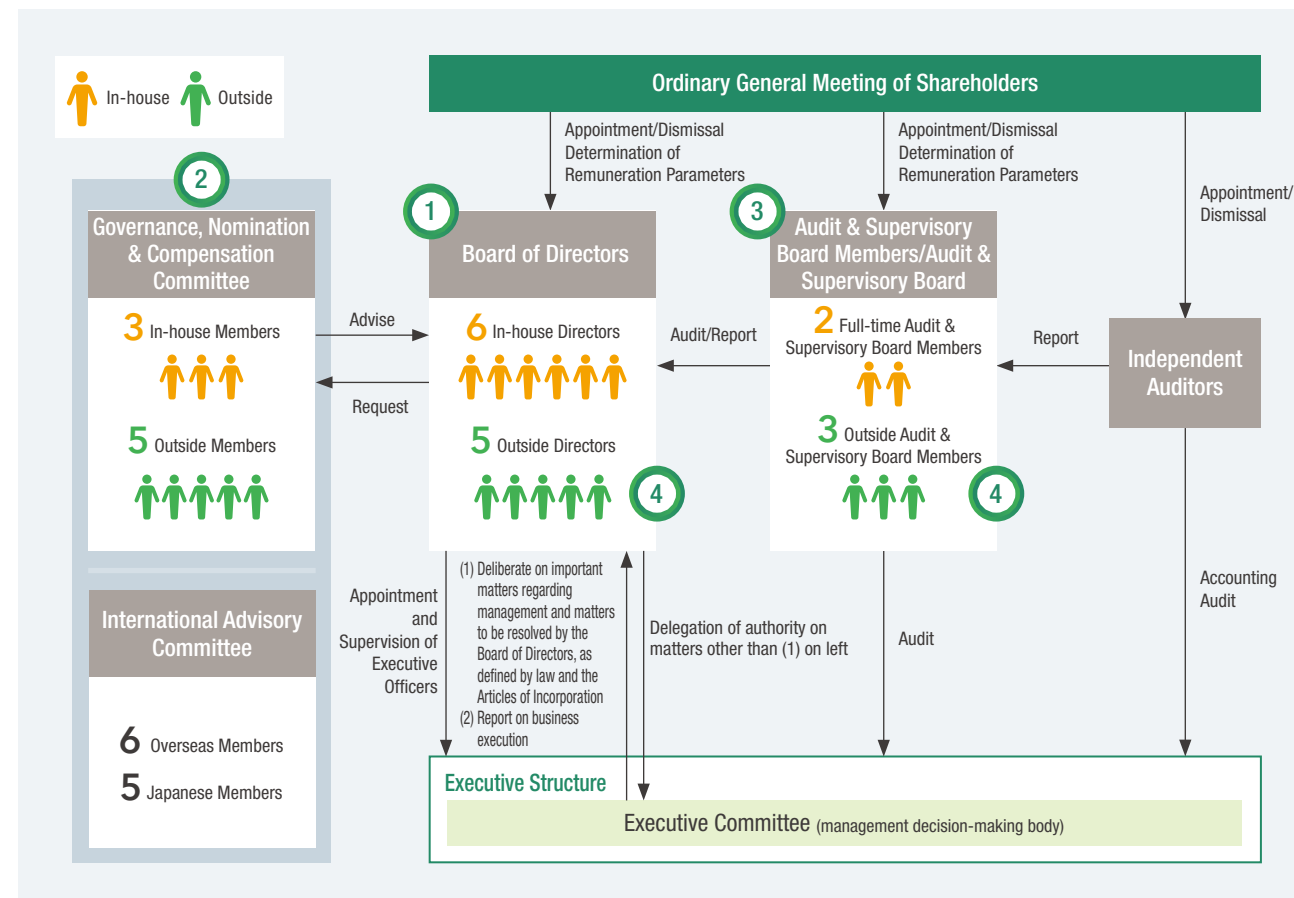 In-house
Outside
Ordinary General Meeting of Shareholders
Appointment/Dismissal
Determination of
Remuneration Parameters
Appointment/Dismissal
Determination of
Remuneration Parameters
Appointment/
Dismissal
2
Governance, Nomination
& Compensation
Committee
3 In-house Members
5 Outside Members
Advise
Request
1
Board of Directors
6 In-house Directors
5 Outside Directors
4
Audit/Report
3
Audit & Supervisory
Board Members/Audit &
Supervisory Board
2 Full-time Audit &
Supervisory Board Members
3 Outside Audit &
Supervisory Board Members
4
Report
Independent
Auditors
International Advisory
Committee
6 Overseas Members
5 Japanese Members
Appointment
and
Supervision of
Executive
Officers
(1) Deliberate on important
matters regarding
management and matters
to be resolved by the
Board of Directors, as
defined by law and the
Articles of Incorporation
(2) Report on business
execution
Delegation of authority on
matters other than (1) on left
Audit
Accounting
Audit
Executive Structure
Executive Committee (management decision-making body)